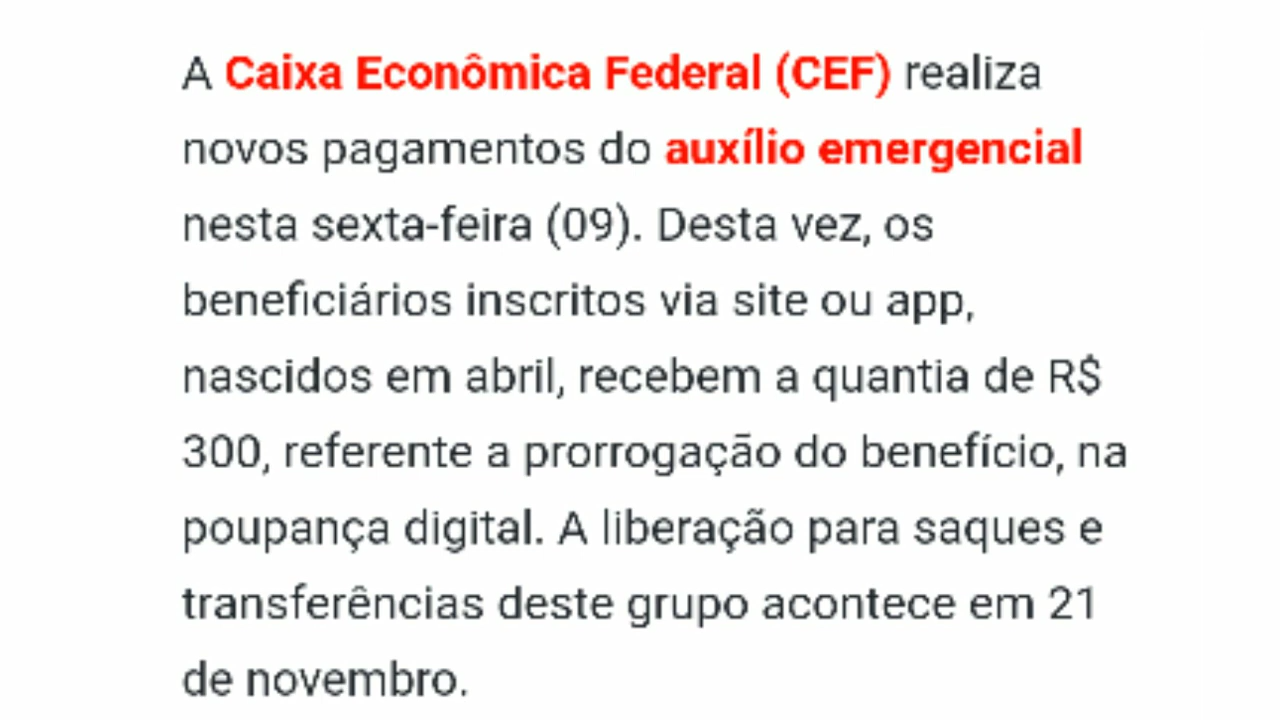 A Caixa Econômica Federal (CEF) realiza
novos pagamentos do auxílio emergencial
nesta sexta-feira (09). Desta vez, os
beneficiários inscritos via site ou app,
nascidos em abril, recebem a quantia de R$
300, referente a prorrogação do benefício, na
poupança digital. A liberação para saques e
transferências deste grupo acontece em 21
de novembro.